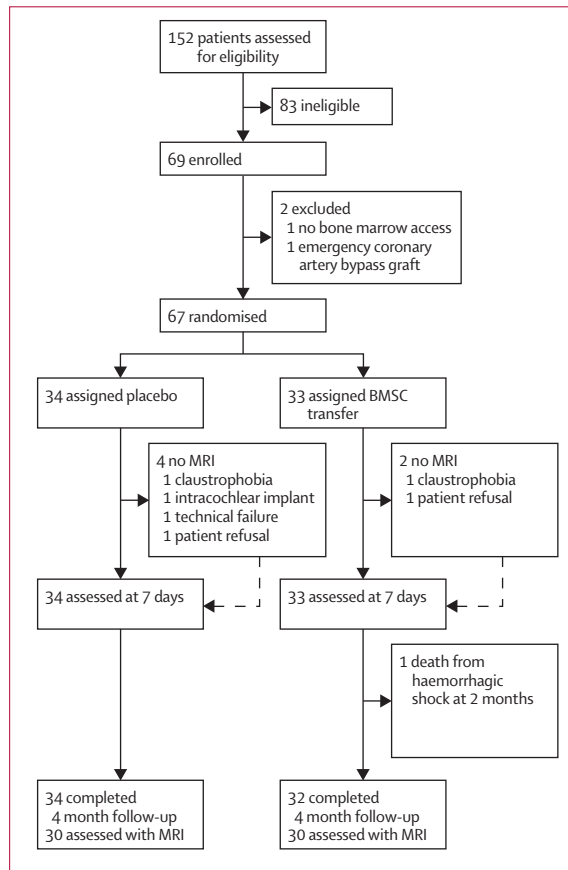 152 patients assessed
for eligibility
83 ineligible
69 enrolled
2 excluded
1 no bone marrow access
1 emergency coronary
artery bypass graft
67 randomised
34 assigned placebo
33 assigned BMSC
transfer
4 no MRI
1 claustrophobia
1 intracochlear implant
1 technical failure
1 patient refusal
2 no MRI
1 claustrophobia
1 patient refusal
34 assessed at 7 days
33 assessed at 7 days
1 death from
haemorrhagic
shock at 2 months
34 completed
4 month follow-up
30 assessed with MRI
32 completed
4 month follow-up
30 assessed with MRI